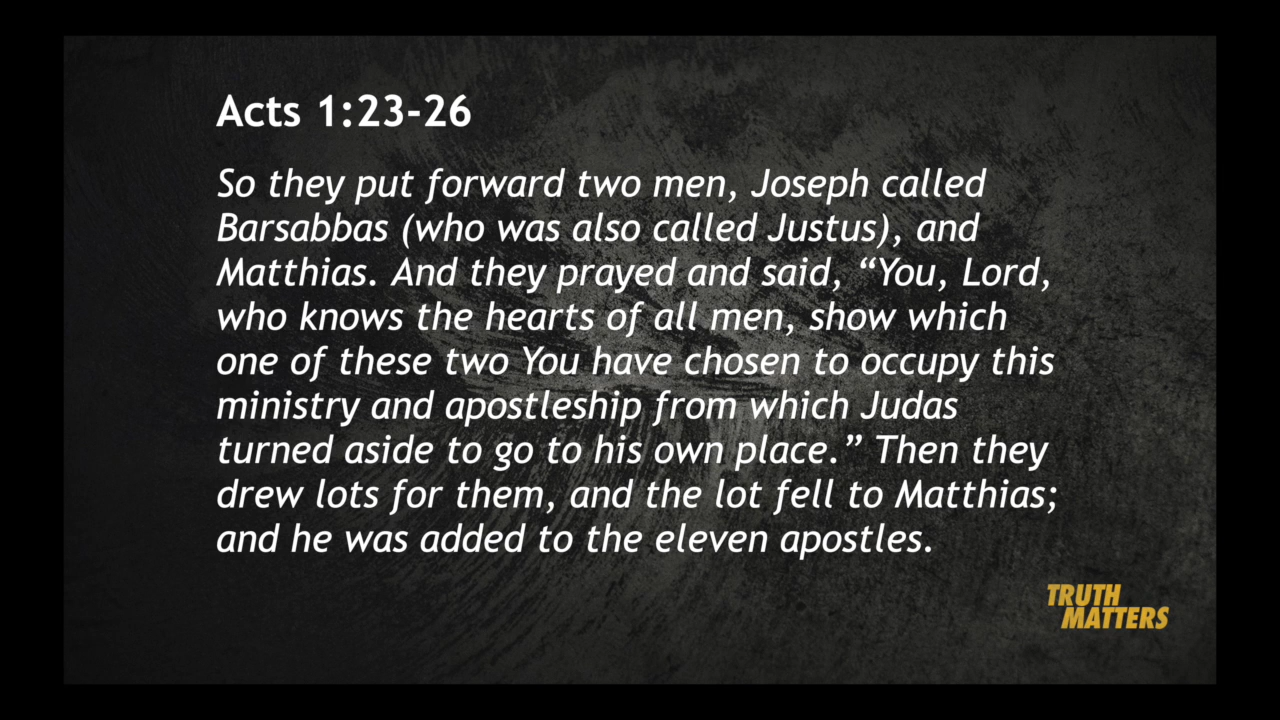 Acts 1:23-26
So they put forward two men, Joseph called
Barsabbas (who was also called Justus), and
Matthias. And they prayed and said, “You, Lord,
who knows the hearts of all men, show which
one of these two You have chosen to occupy this
ministry and apostleship from which Judas
turned aside to go to his own place.” Then they
drew lots for them, and the lot fell to Matthias;
and he was added to the eleven apostles.
TRUTH
MATTERS